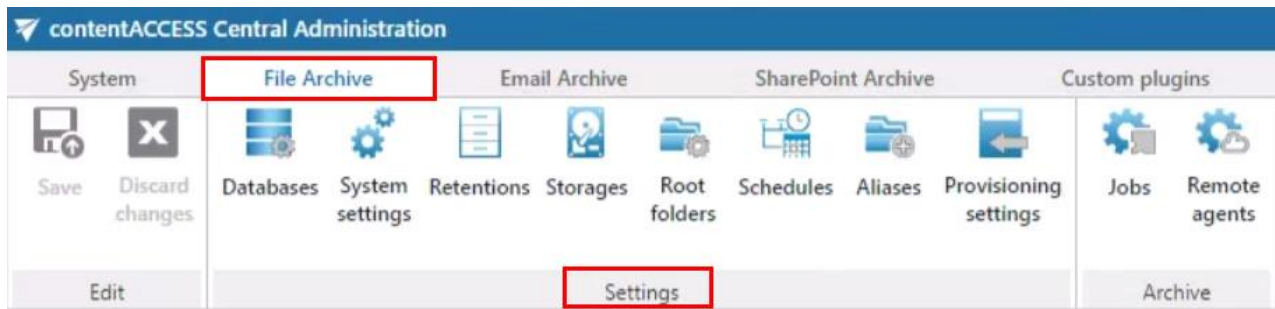 contentACCESS Central Administration
System File Archive Email Archive SharePoint Archive Custom plugins
Save Discard changes Databases System settings Retentions Storages Root folders Schedules Aliases Provisioning settings Jobs Remote agents
Edit Settings Archive